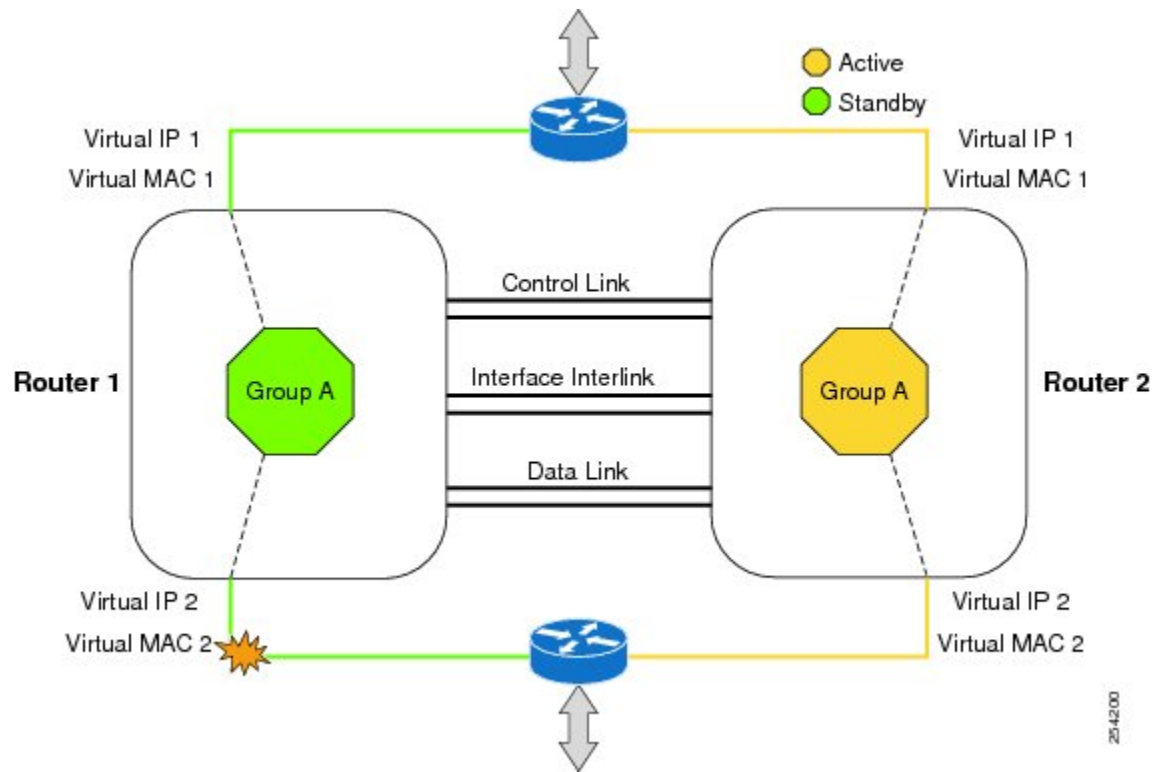 Active
Standby
Virtual IP 1
Virtual MAC 1
Virtual IP 1
Virtual MAC 1
Control Link
Router 1
Group A
Interface Interlink
Group A
Router 2
Data Link
Virtual IP 2
Virtual MAC 2
Virtual IP 2
Virtual MAC 2
254200